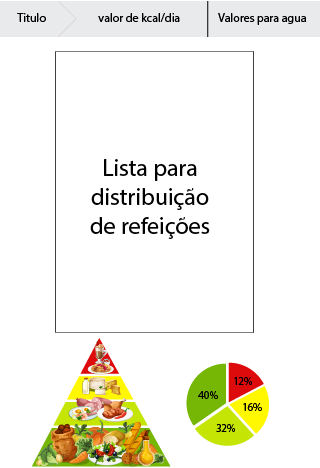 Titulo
valor de kcal/dia
Valores para agua
Lista para
distribuição
de refeições
12%
40%
16%
32%